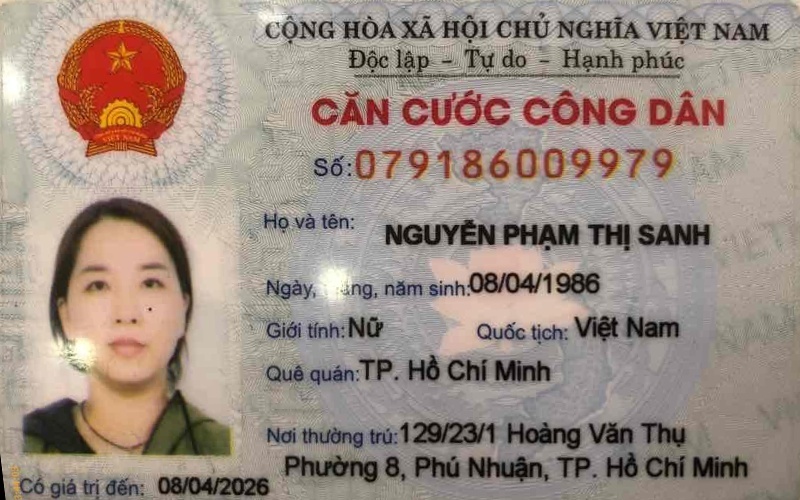 CỘNG HÒA XÃ HỘI CHỦ NGHĨA VIỆT NAM
Độc lập - Tự do - Hạnh phúc
CĂN CƯỚC CÔNG DÂN
Số: 079186009979
Họ và tên: NGUYỄN PHẠM THỊ SANH
Ngày, năm sinh: 08/04/1986
Giới tính: Nữ Quốc tịch: Việt Nam
Quê quán: TP. Hồ Chí Minh
Nơi thường trú: 129/23/1 Hoàng Văn Thụ
Phường 8, Phú Nhuận, TP. Hồ Chí Minh
Có giá trị đến: 08/04/2026